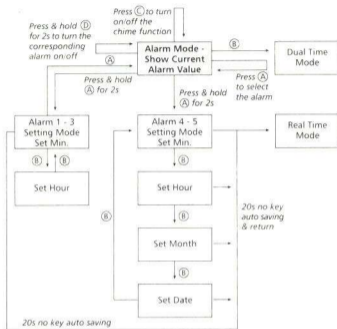 Press & hold Ⓓ
for 2s to turn the
corresponding
alarm on/off
Press Ⓒ to turn
on/off the
chime function
Alarm Mode -
Show Current
Alarm Value
Ⓑ
Dual Time
Mode
Ⓐ
Press Ⓐ
to select
the alarm
Press & hold
Ⓐ for 2s
Press & hold
Ⓐ for 2s
Alarm 1 - 3
Setting Mode
Set Min.
Alarm 4 - 5
Setting Mode
Set Min.
Real Time
Mode
Ⓑ Ⓑ
Ⓑ
Set Hour
Set Hour
20s no key
auto saving
& return
Ⓑ
Ⓑ
Set Month
Ⓑ
Set Date
20s no key auto saving